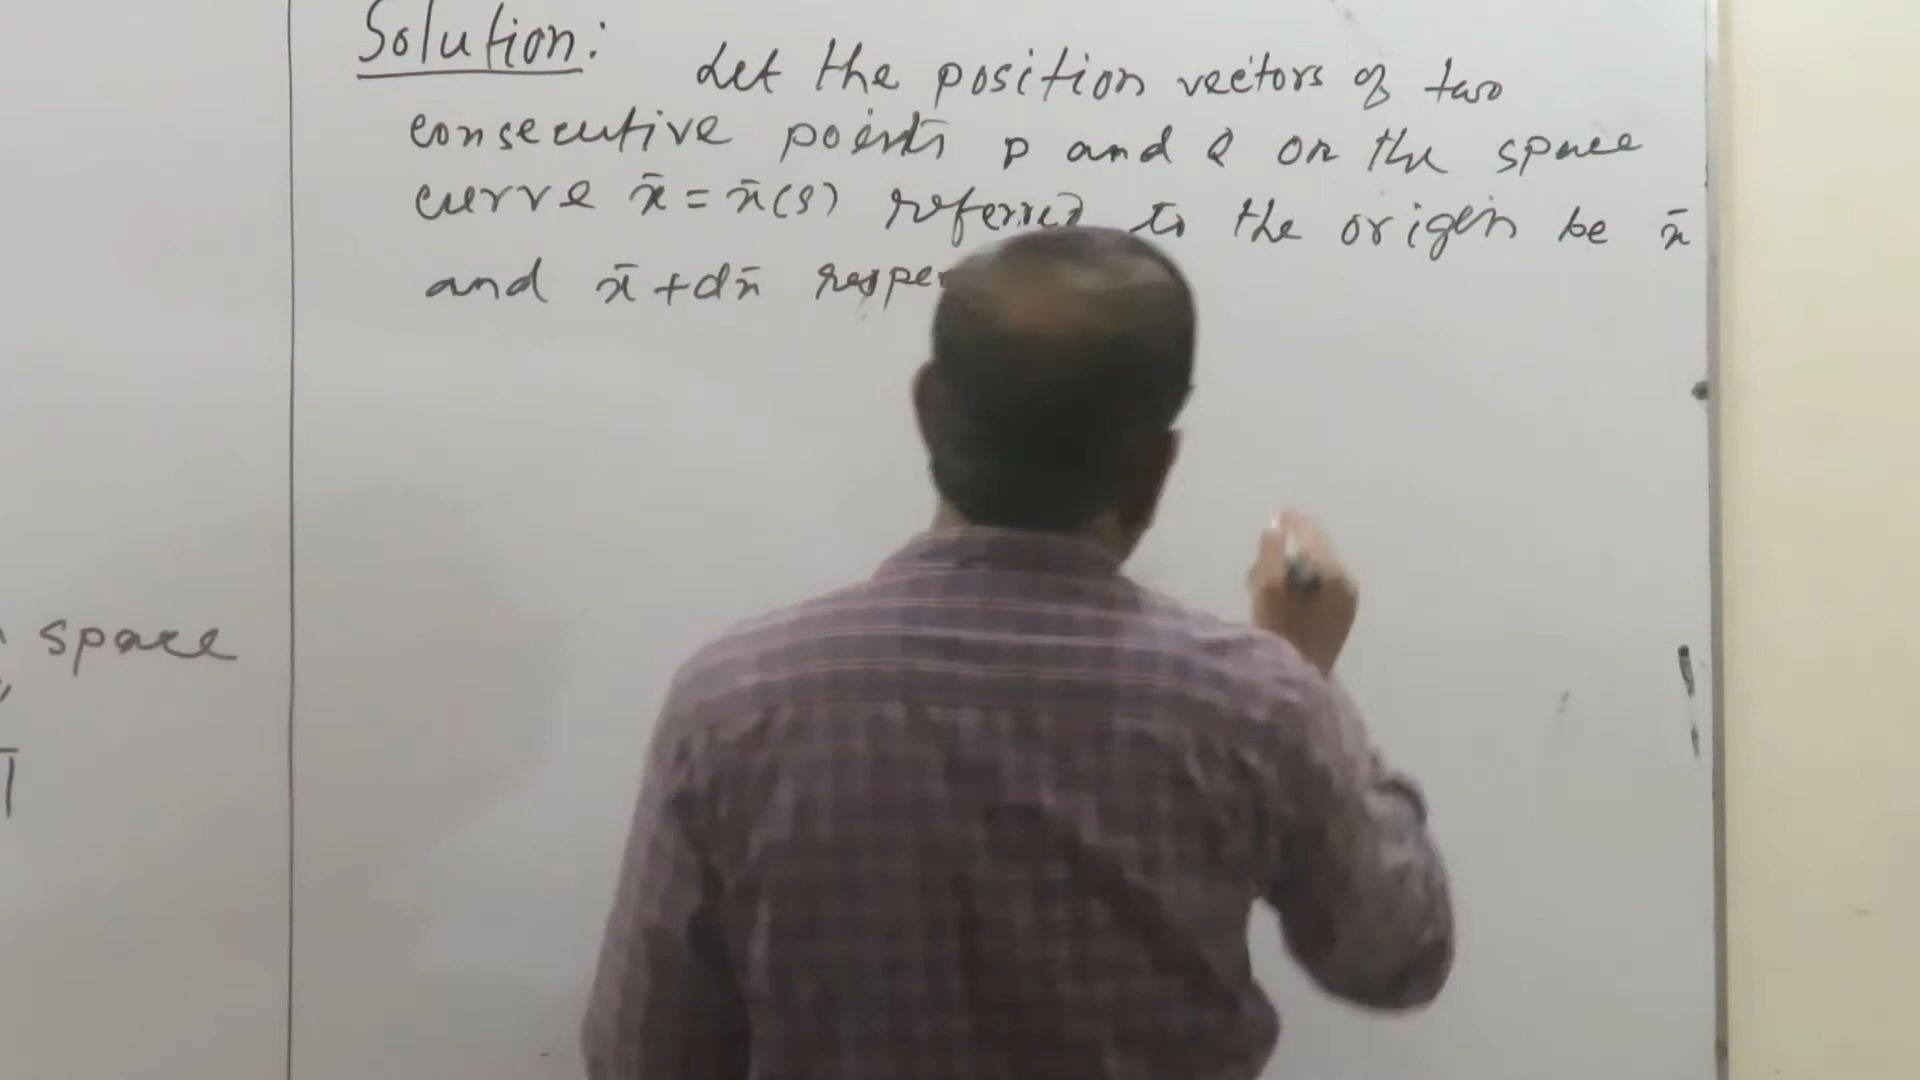 Solution: Let the position vectors of two
consecutive points P and Q on the space
curve x̄ = x̄(s) referred to the origin be x̄
and x̄ + dx̄
space